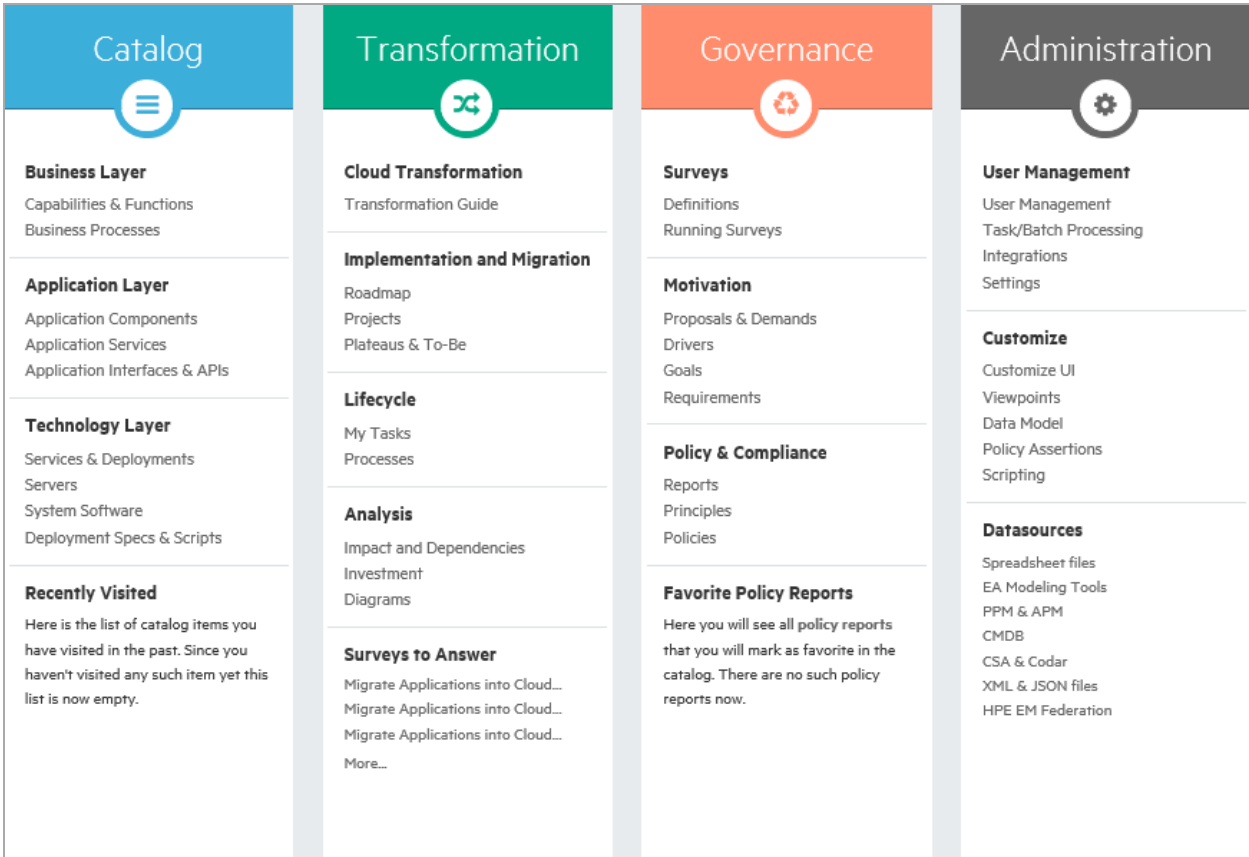 Catalog
Business Layer
Capabilities & Functions
Business Processes
Application Layer
Application Components
Application Services
Application Interfaces & APIs
Technology Layer
Services & Deployments
Servers
System Software
Deployment Specs & Scripts
Recently Visited
Here is the list of catalog items you
have visited in the past. Since you
haven't visited any such item yet this
list is now empty.
Transformation
Cloud Transformation
Transformation Guide
Implementation and Migration
Roadmap
Projects
Plateaus & To-Be
Lifecycle
My Tasks
Processes
Analysis
Impact and Dependencies
Investment
Diagrams
Surveys to Answer
Migrate Applications into Cloud...
Migrate Applications into Cloud...
Migrate Applications into Cloud...
More...
Governance
Surveys
Definitions
Running Surveys
Motivation
Proposals & Demands
Drivers
Goals
Requirements
Policy & Compliance
Reports
Principles
Policies
Favorite Policy Reports
Here you will see all policy reports
that you will mark as favorite in the
catalog. There are no such policy
reports now.
Administration
User Management
User Management
Task/Batch Processing
Integrations
Settings
Customize
Customize UI
Viewpoints
Data Model
Policy Assertions
Scripting
Datasources
Spreadsheet files
EA Modeling Tools
PPM & APM
CMDB
CSA & Codar
XML & JSON files
HPE EM Federation